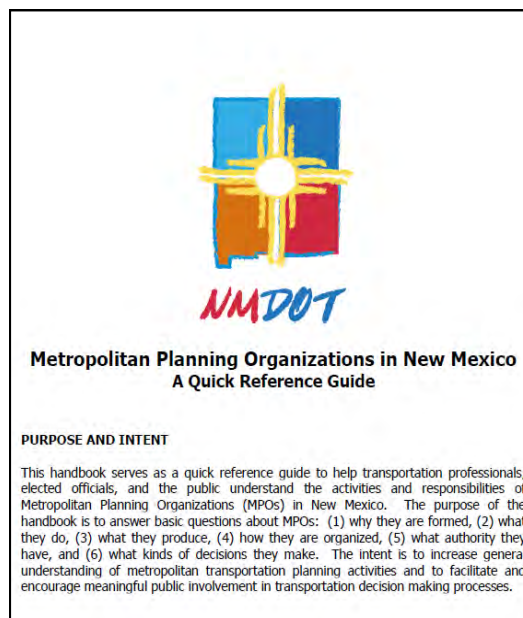 NMDOT
Metropolitan Planning Organizations in New Mexico
A Quick Reference Guide
PURPOSE AND INTENT
This handbook serves as a quick reference guide to help transportation professionals,
elected officials, and the public understand the activities and responsibilities of
Metropolitan Planning Organizations (MPOs) in New Mexico. The purpose of the
handbook is to answer basic questions about MPOs: (1) why they are formed, (2) what
they do, (3) what they produce, (4) how they are organized, (5) what authority they
have, and (6) what kinds of decisions they make. The intent is to increase genera
understanding of metropolitan transportation planning activities and to facilitate and
encourage meaningful public involvement in transportation decision making processes.